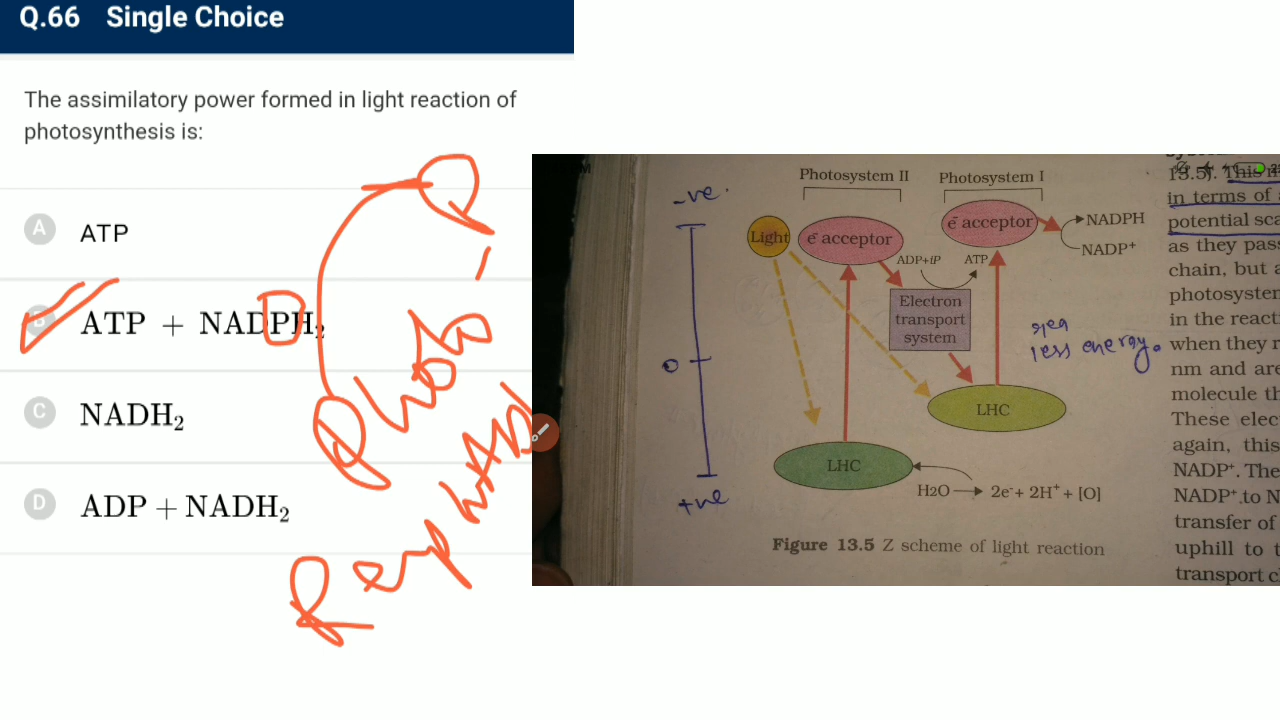 Q.66 Single Choice
The assimilatory power formed in light reaction of
photosynthesis is:
A ATP
B ATP + NADPH₂
C NADH₂
D ADP + NADH₂
P
Photo -
Photosystem II Photosystem I
-ve.
Light e⁻ acceptor e⁻ acceptor NADPH
NADP⁺
ADP+iP ATP
Electron
transport
system
less energy.
0
LHC
LHC
H2O 2e⁻+ 2H⁺ + [O]
+ve
Figure 13.5 Z scheme of light reaction
13.5). This
in terms of
potential sca
as they pass
chain, but a
photosysten
in the react
when they r
nm and are
molecule th
These elec
again, this
NADP⁺. The
NADP⁺ to N
transfer of
uphill to t
transport c